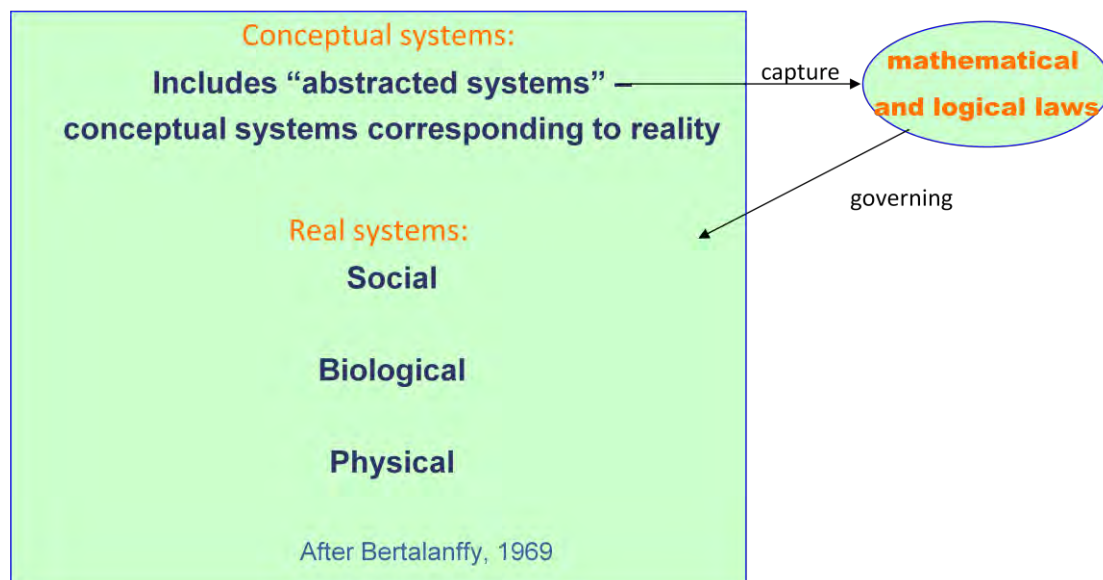 Conceptual systems:
Includes “abstracted systems” –
conceptual systems corresponding to reality
capture
mathematical
and logical laws
governing
Real systems:
Social
Biological
Physical
After Bertalanffy, 1969